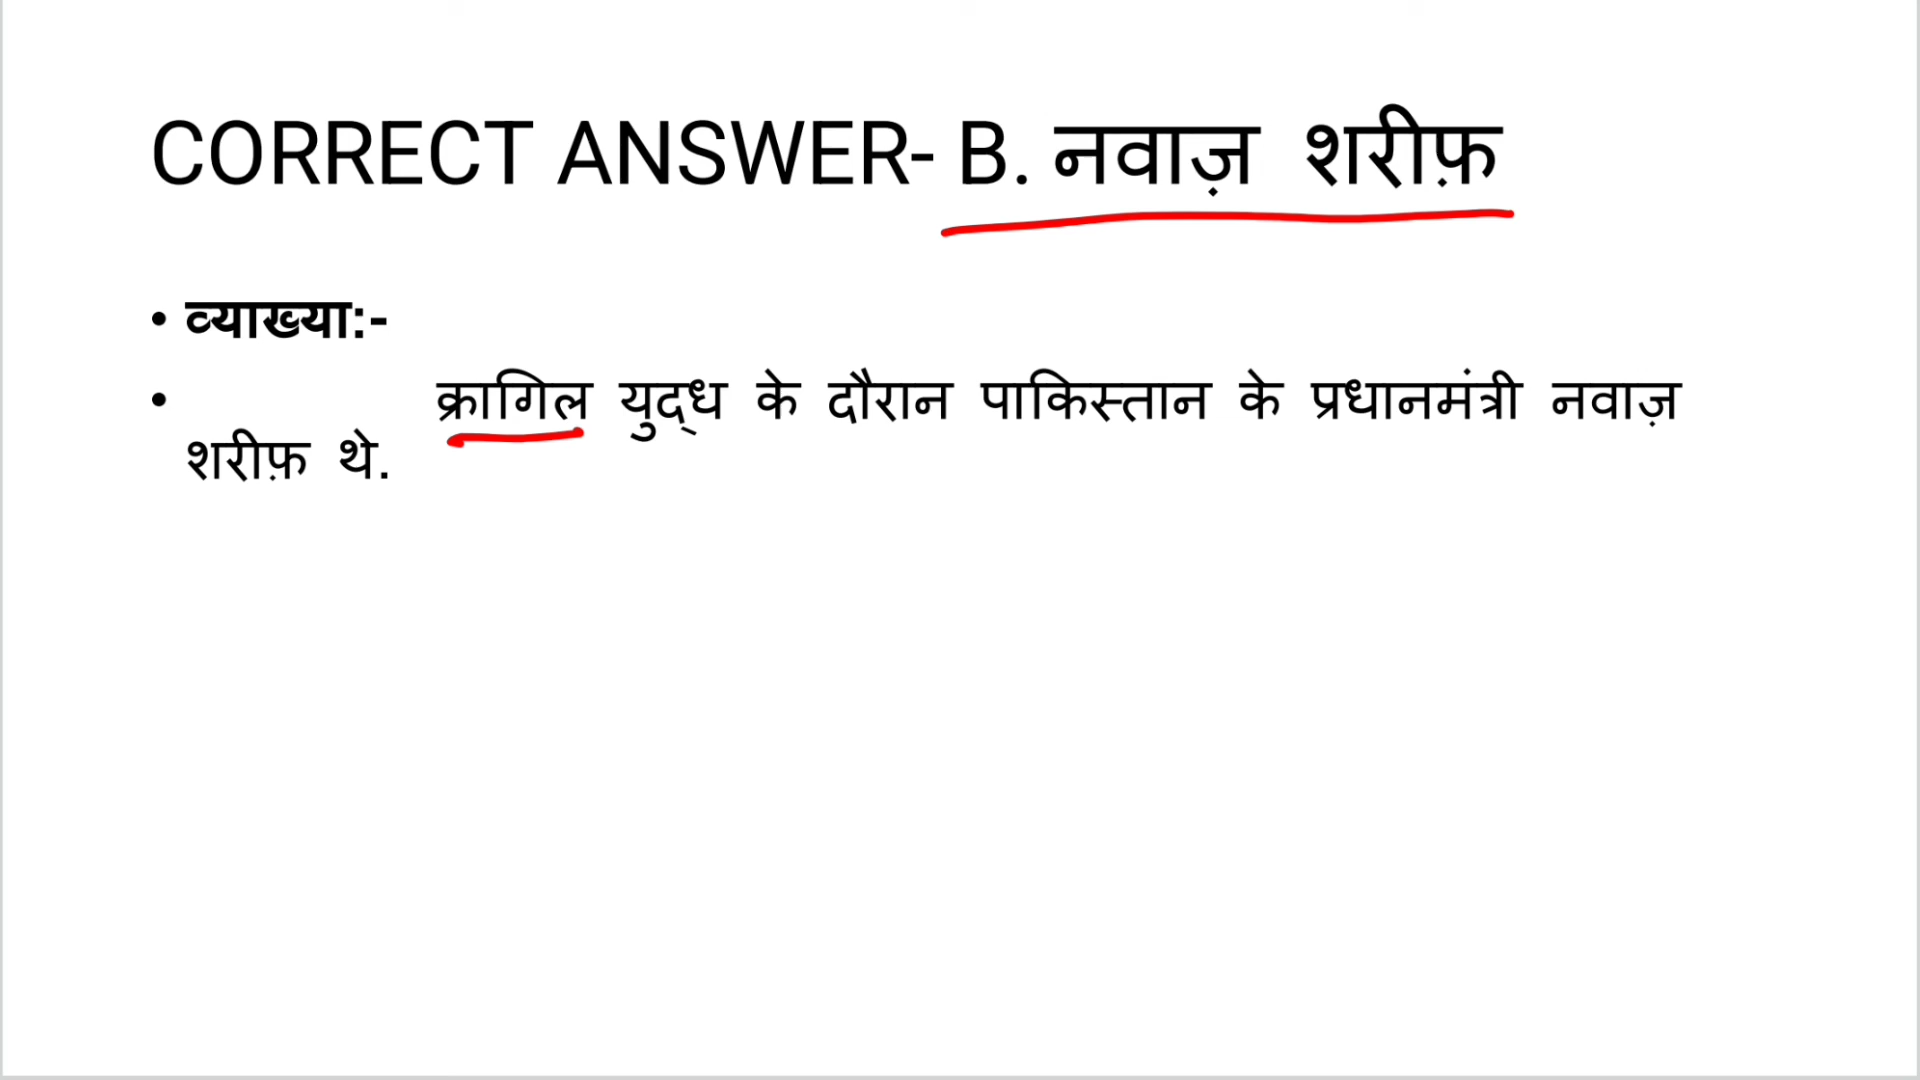 CORRECT ANSWER- B. नवाज़ शरीफ़
• व्याख्या:-
• क्रागिल युद्ध के दौरान पाकिस्तान के प्रधानमंत्री नवाज़
शरीफ़ थे.